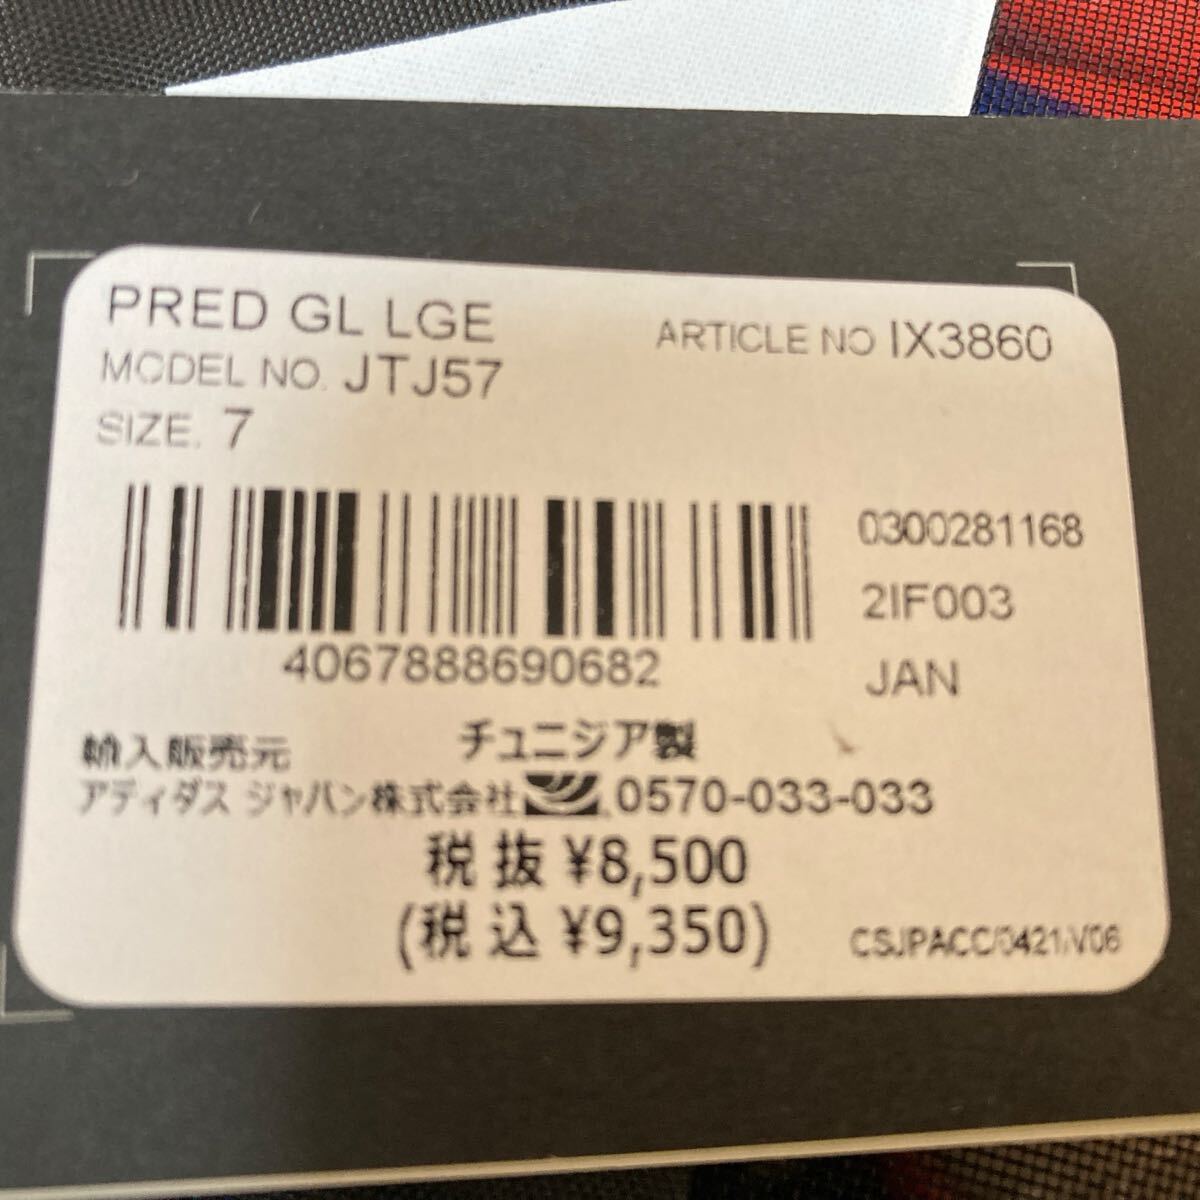 PRED GL LGE
ARTICLE NO IX3860
MODEL NO. JTJ57
SIZE. 7
4067888690682
0300281168
2IF003
JAN
チュニジア製
輸入販売元
アディダス ジャパン株式会社 0570-033-033
税 抜 ¥8,500
(税 込 ¥9,350)
CSJPACC/0421/V06